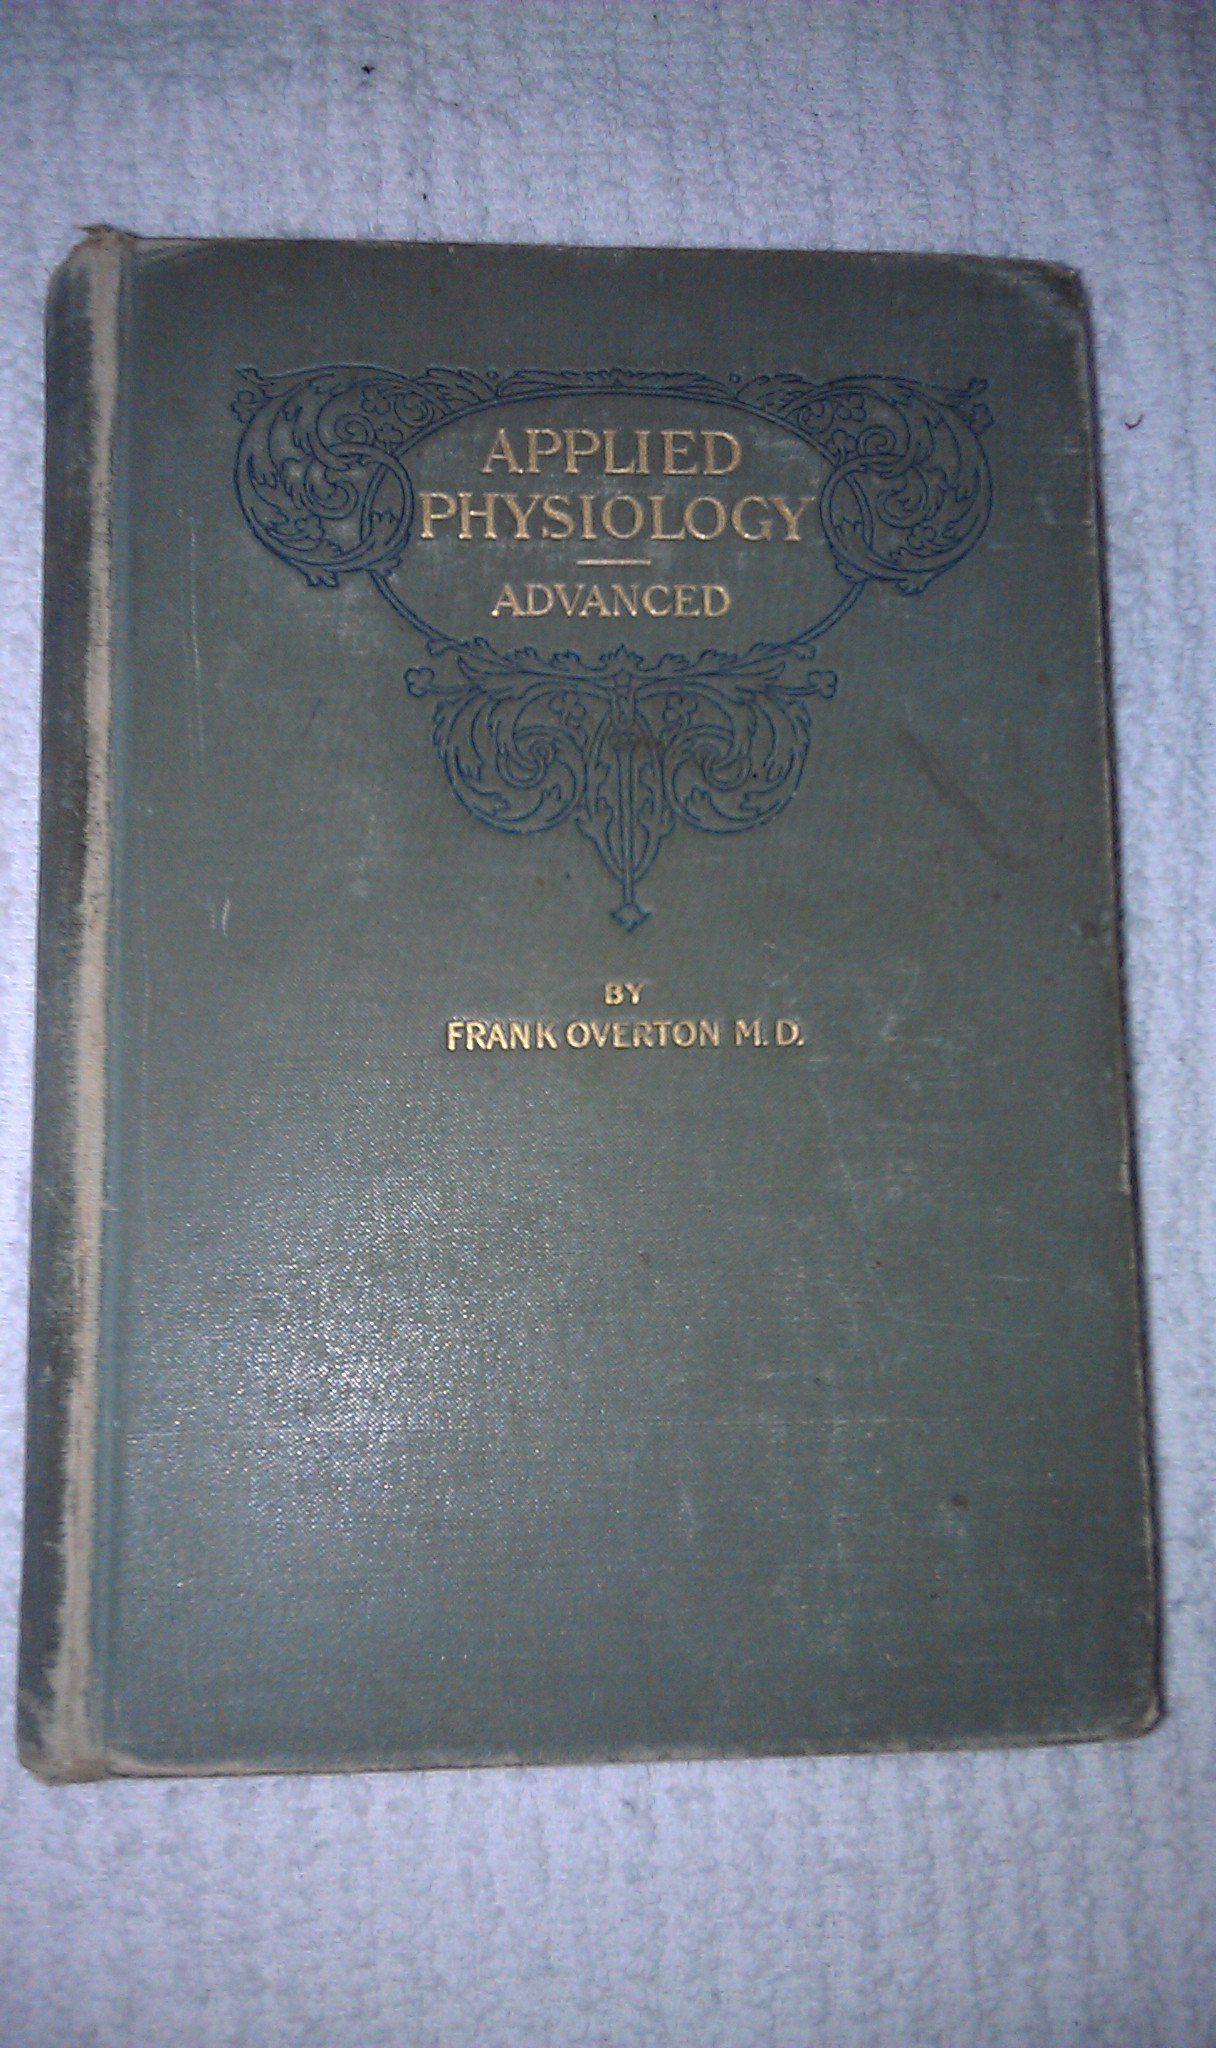 APPLIED
PHYSIOLOGY
ADVANCED
BY
FRANK OVERTON M.D.